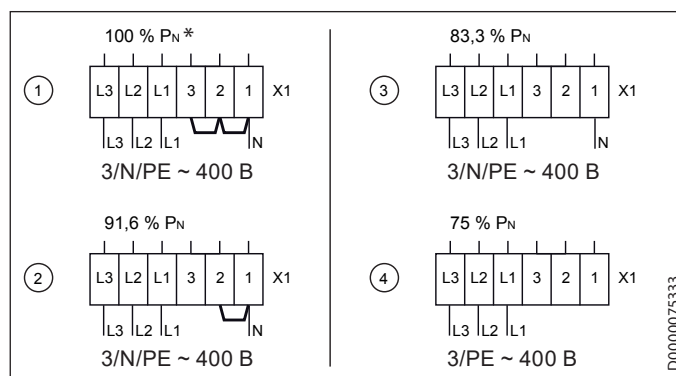 100 % PN *
1
L3 L2 L1 3 2 1 X1
L3 L2 L1 N
3/N/PE ~ 400 В
91,6 % PN
2
L3 L2 L1 3 2 1 X1
L3 L2 L1 N
3/N/PE ~ 400 В
83,3 % PN
3
L3 L2 L1 3 2 1 X1
L3 L2 L1 N
3/N/PE ~ 400 В
75 % PN
4
L3 L2 L1 3 2 1 X1
L3 L2 L1
3/PE ~ 400 В
D0000075333